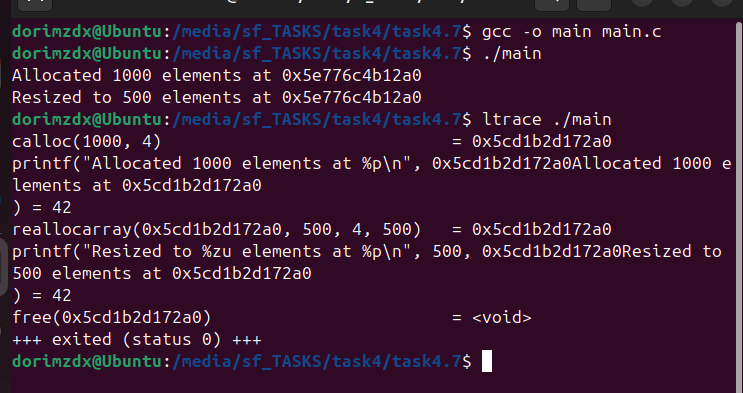 dorimzdx@Ubuntu:/media/sf_TASKS/task4/task4.7$ gcc -o main main.c
dorimzdx@Ubuntu:/media/sf_TASKS/task4/task4.7$ ./main
Allocated 1000 elements at 0x5e776c4b12a0
Resized to 500 elements at 0x5e776c4b12a0
dorimzdx@Ubuntu:/media/sf_TASKS/task4/task4.7$ ltrace ./main
calloc(1000, 4)                              = 0x5cd1b2d172a0
printf("Allocated 1000 elements at %p\n", 0x5cd1b2d172a0Allocated 1000 e
lements at 0x5cd1b2d172a0
) = 42
reallocarray(0x5cd1b2d172a0, 500, 4, 500)   = 0x5cd1b2d172a0
printf("Resized to %zu elements at %p\n", 500, 0x5cd1b2d172a0Resized to
500 elements at 0x5cd1b2d172a0
) = 42
free(0x5cd1b2d172a0)                         = <void>
+++ exited (status 0) +++
dorimzdx@Ubuntu:/media/sf_TASKS/task4/task4.7$